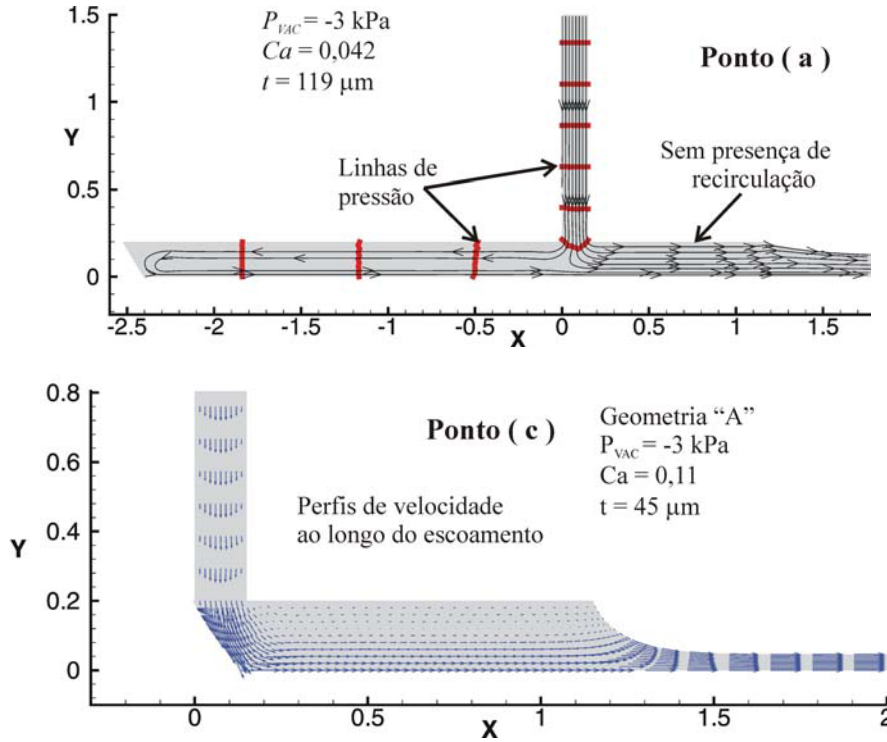 P_VAC = -3 kPa
Ca = 0,042
t = 119 μm
Ponto ( a )
Linhas de
pressão
Sem presença de
recirculação
Y
1.5
1
0.5
0
-2.5 -2 -1.5 -1 -0.5 0 0.5 1 1.5
X
Ponto ( c )
Geometria “A”
P_VAC = -3 kPa
Ca = 0,11
t = 45 μm
Perfis de velocidade
ao longo do escoamento
Y
0.8
0.6
0.4
0.2
0
0 0.5 1 1.5 2
X